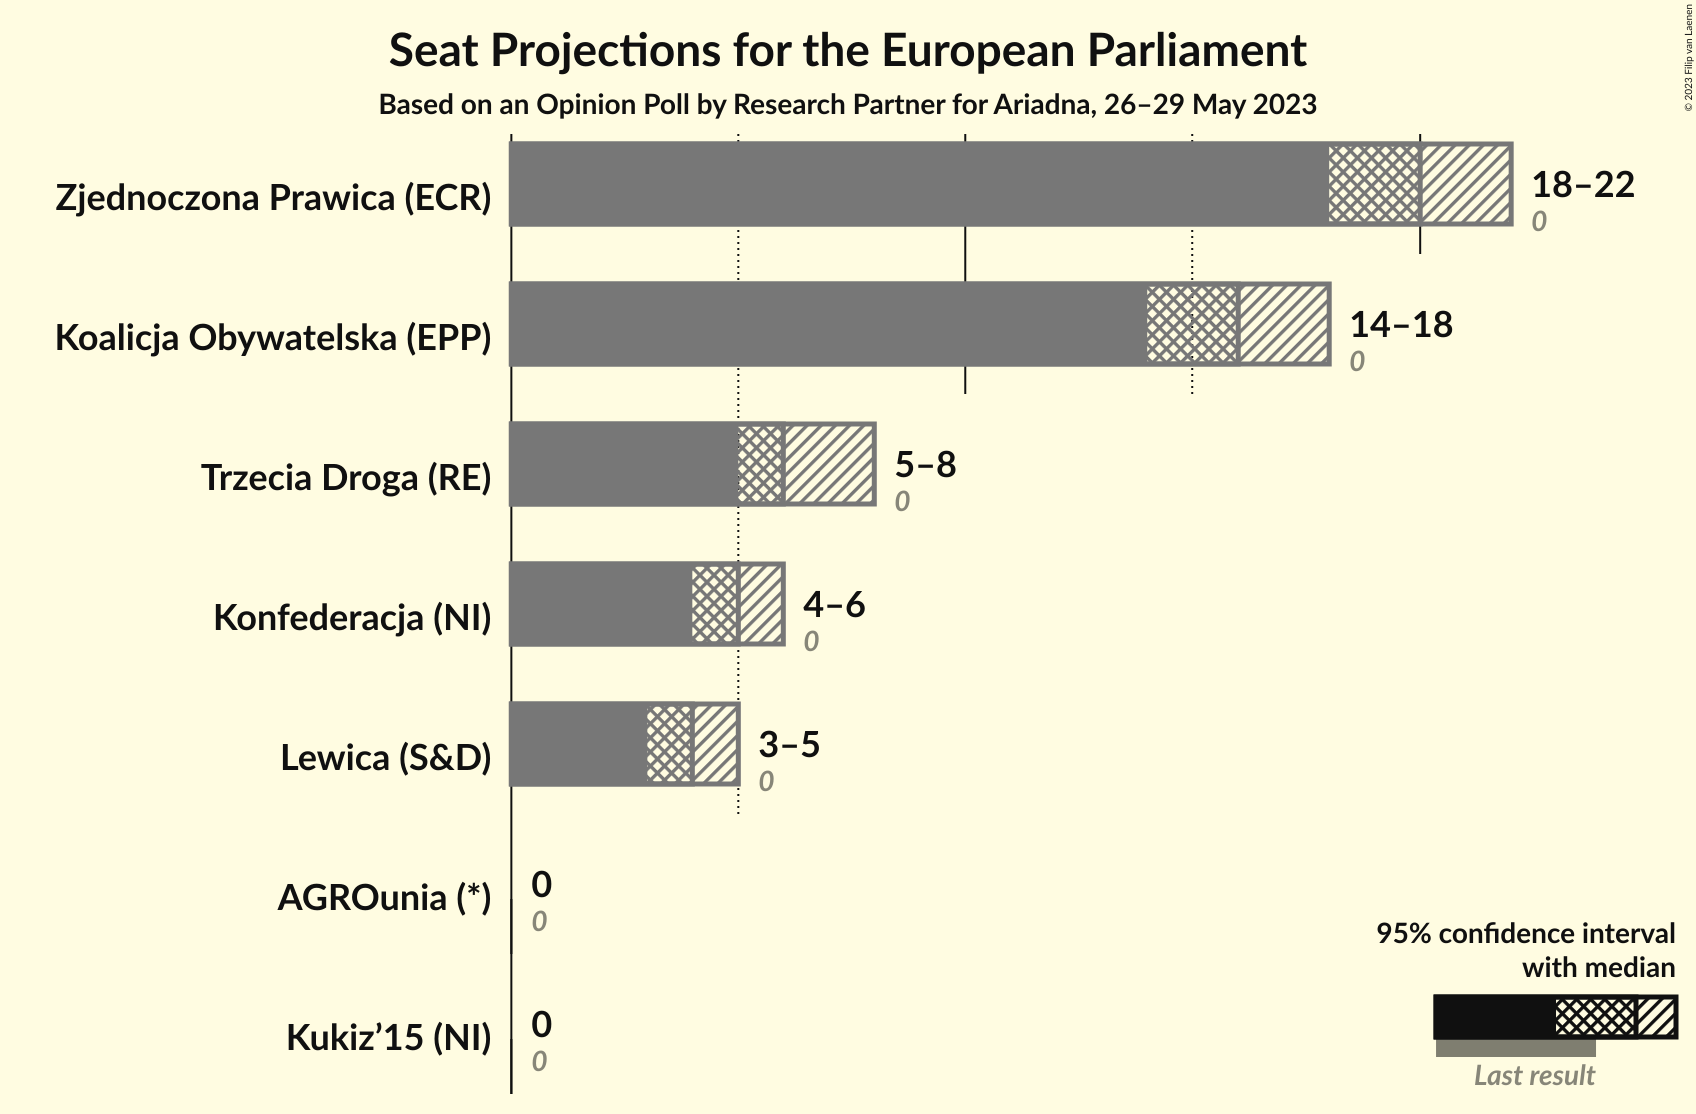 Seat Projections for the European Parliament
Based on an Opinion Poll by Research Partner for Ariadna, 26–29 May 2023
© 2023 Filip van Laenen
Zjednoczona Prawica (ECR)
18–22
0
Koalicja Obywatelska (EPP)
14–18
0
Trzecia Droga (RE)
5–8
0
Konfederacja (NI)
4–6
0
Lewica (S&D)
3–5
0
AGROunia (*)
0
0
Kukiz’15 (NI)
0
0
95% confidence interval
with median
Last result